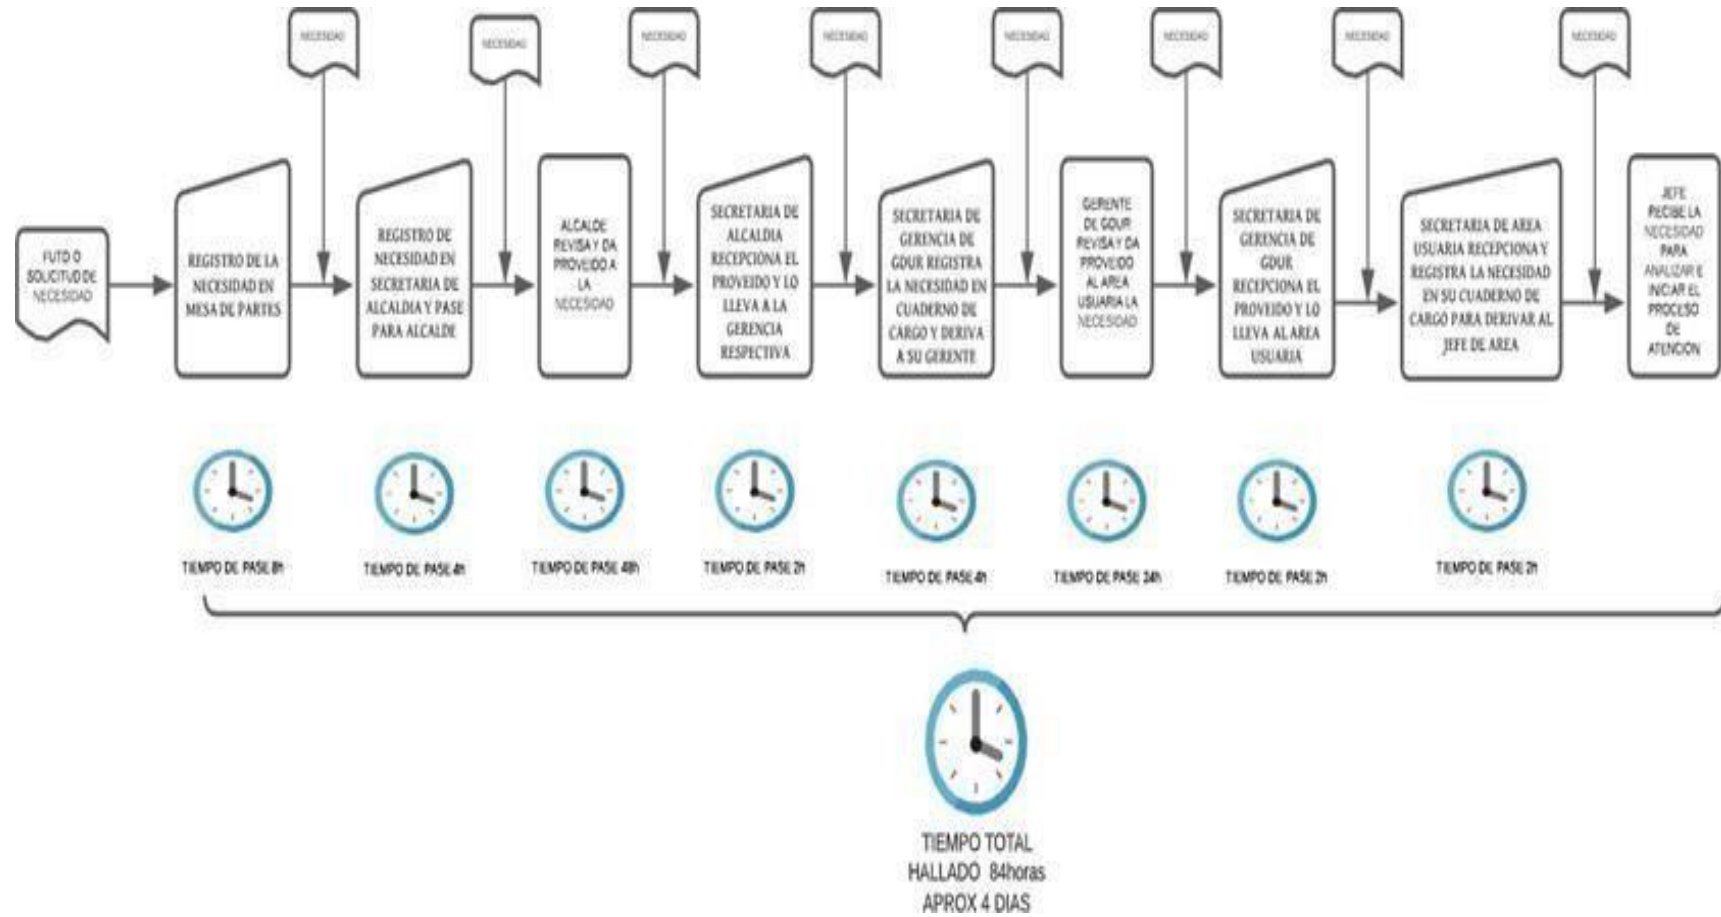 NECESIDAD
NECESIDAD
NECESIDAD
NECESIDAD
NECESIDAD
NECESIDAD
NECESIDAD
NECESIDAD
FUTO O
SOLICITUD DE
NECESIDAD
REGISTRO DE LA
NECESIDAD EN
MESA DE PARTES
REGISTRO DE
NECESIDAD EN
SECRETARIA DE
ALCALDIA Y PASE
PARA ALCALDE
ALCALDE
REVISA Y DA
PROVEIDO A
LA
NECESIDAD
SECRETARIA DE
ALCALDIA
RECEPCIONA EL
PROVEIDO Y LO
LLEVA A LA
GERENCIA
RESPECTIVA
SECRETARIA DE
GERENCIA DE
GDUR REGISTRA
LA NECESIDAD EN
CUADERNO DE
CARGO Y DERIVA
A SU GERENTE
GERENTE
DE GDUR
REVISA Y DA
PROVEIDO
AL AREA
USUARIA LA
NECESIDAD
SECRETARIA DE
GERENCIA DE
GDUR
RECEPCIONA EL
PROVEIDO Y LO
LLEVA AL AREA
USUARIA
SECRETARIA DE AREA
USUARIA RECEPCIONA Y
REGISTRA LA NECESIDAD
EN SU CUADERNO DE
CARGO PARA DERIVAR AL
JEFE DE AREA
JEFE
RECIBE LA
NECESIDAD
PARA
ANALIZAR E
INICIAR EL
PROCESO
DE
ATENCION
TIEMPO DE PASE 8h
TIEMPO DE PASE 4h
TIEMPO DE PASE 48h
TIEMPO DE PASE 2h
TIEMPO DE PASE 4h
TIEMPO DE PASE 24h
TIEMPO DE PASE 2h
TIEMPO DE PASE 2h
TIEMPO TOTAL
HALLADO 84horas
APROX 4 DIAS